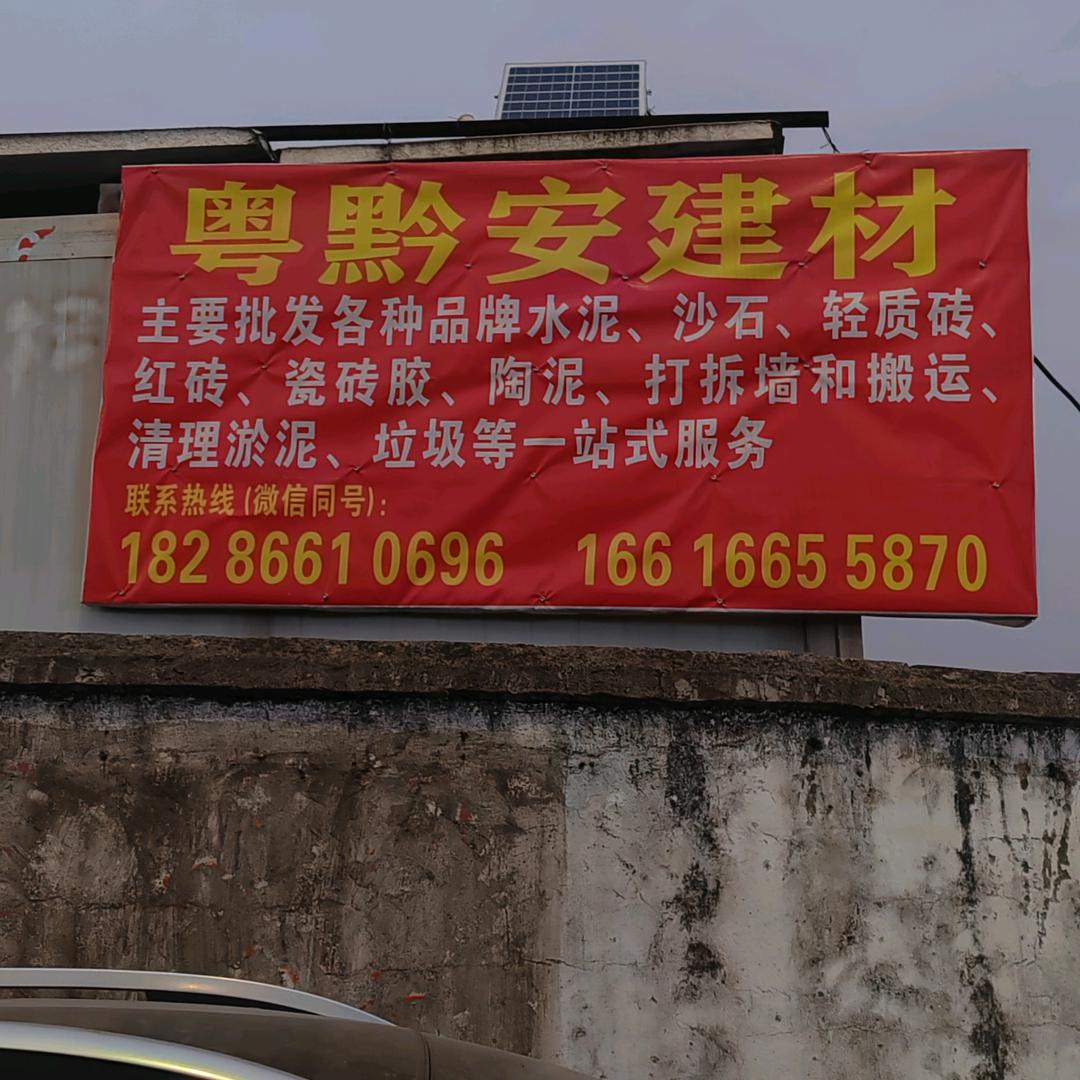 粤黔安建材
主要批发各种品牌水泥、沙石、轻质砖、
红砖、瓷砖胶、陶泥、打拆墙和搬运、
清理淤泥、垃圾等一站式服务
联系热线(微信同号):
182 8661 0696 166 1665 5870